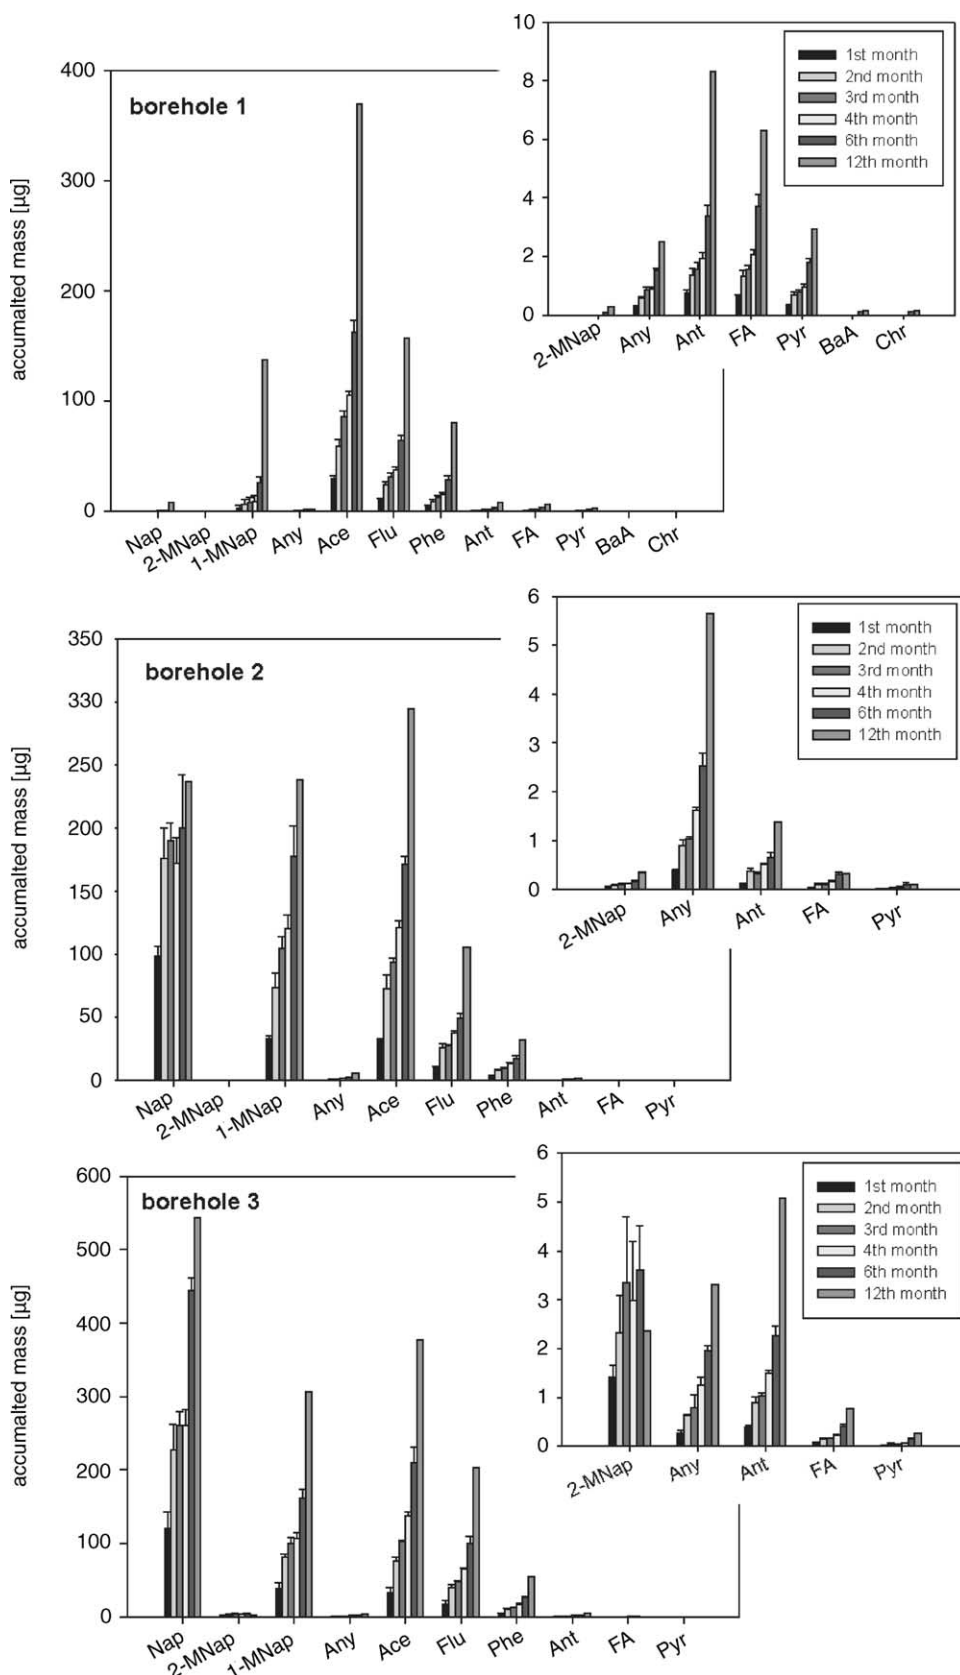 borehole 1
accumalted mass [µg]
400
300
200
100
0
Nap
2-MNap
1-MNap
Any
Ace
Flu
Phe
Ant
FA
Pyr
BaA
Chr
10
8
6
4
2
0
2-MNap
Any
Ant
FA
Pyr
BaA
Chr
1st month
2nd month
3rd month
4th month
6th month
12th month
borehole 2
accumalted mass [µg]
350
330
250
200
150
100
50
0
Nap
2-MNap
1-MNap
Any
Ace
Flu
Phe
Ant
FA
Pyr
6
5
4
3
2
1
0
2-MNap
Any
Ant
FA
Pyr
1st month
2nd month
3rd month
4th month
6th month
12th month
borehole 3
accumalted mass [µg]
600
500
400
300
200
100
0
Nap
2-MNap
1-MNap
Any
Ace
Flu
Phe
Ant
FA
Pyr
6
5
4
3
2
1
0
2-MNap
Any
Ant
FA
Pyr
1st month
2nd month
3rd month
4th month
6th month
12th month